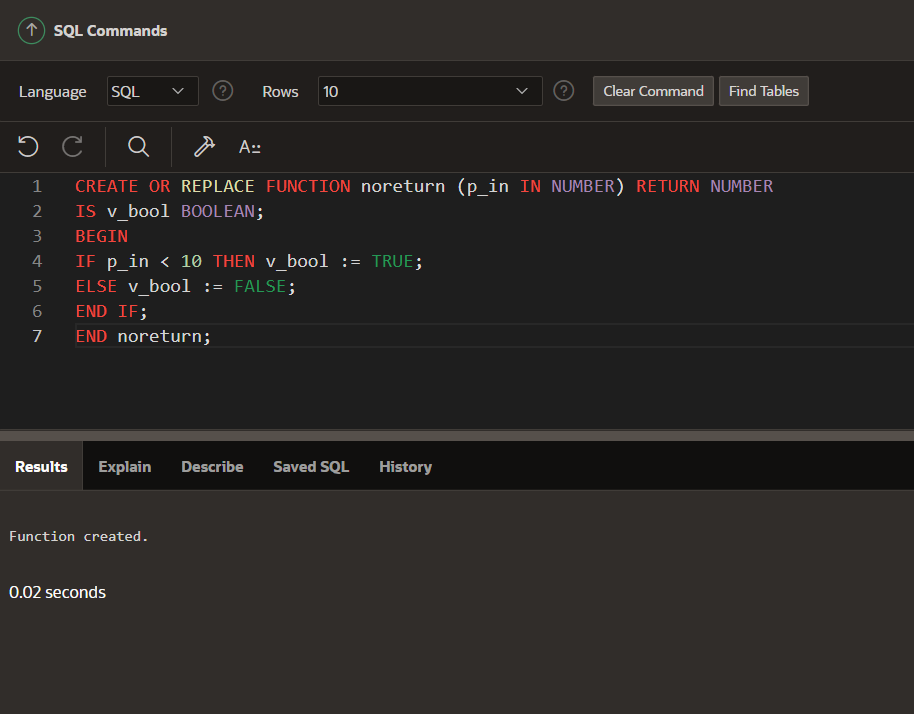 SQL Commands
Language SQL ? Rows 10 ? Clear Command Find Tables
A::
1 CREATE OR REPLACE FUNCTION noreturn (p_in IN NUMBER) RETURN NUMBER
2 IS v_bool BOOLEAN;
3 BEGIN
4 IF p_in < 10 THEN v_bool := TRUE;
5 ELSE v_bool := FALSE;
6 END IF;
7 END noreturn;
Results Explain Describe Saved SQL History
Function created.
0.02 seconds